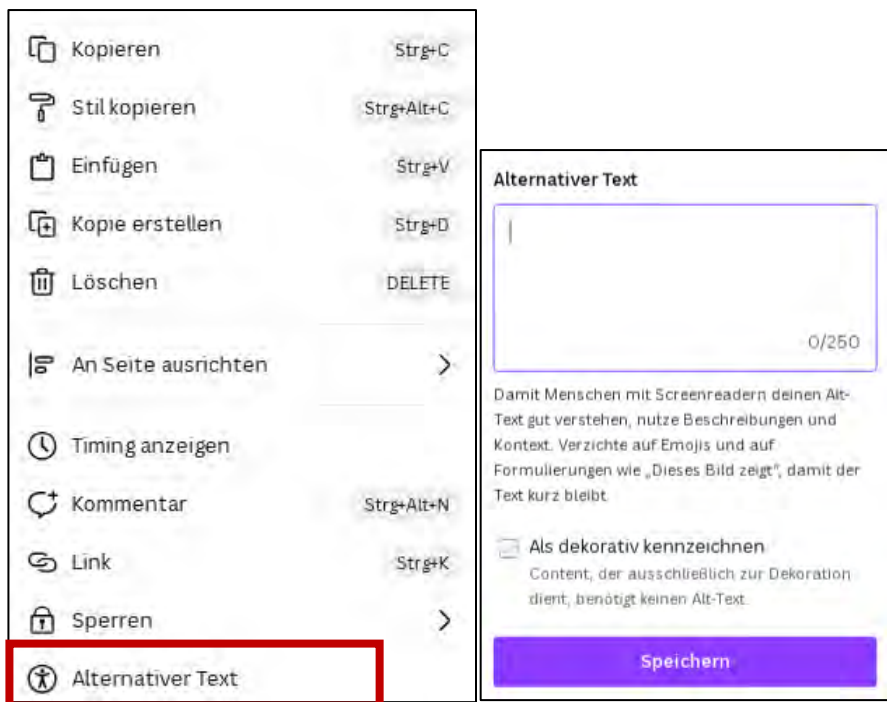 Kopieren Strg+C
Stil kopieren Strg+Alt+C
Einfügen Strg+V
Kopie erstellen Strg+D
Löschen DELETE
An Seite ausrichten
Timing anzeigen
Kommentar Strg+Alt+N
Link Strg+K
Sperren
Alternativer Text
Alternativer Text
0/250
Damit Menschen mit Screenreadern deinen Alt-
Text gut verstehen, nutze Beschreibungen und
Kontext. Verzichte auf Emojis und auf
Formulierungen wie „Dieses Bild zeigt“, damit der
Text kurz bleibt.
Als dekorativ kennzeichnen
Content, der ausschließlich zur Dekoration
dient, benötigt keinen Alt-Text.
Speichern